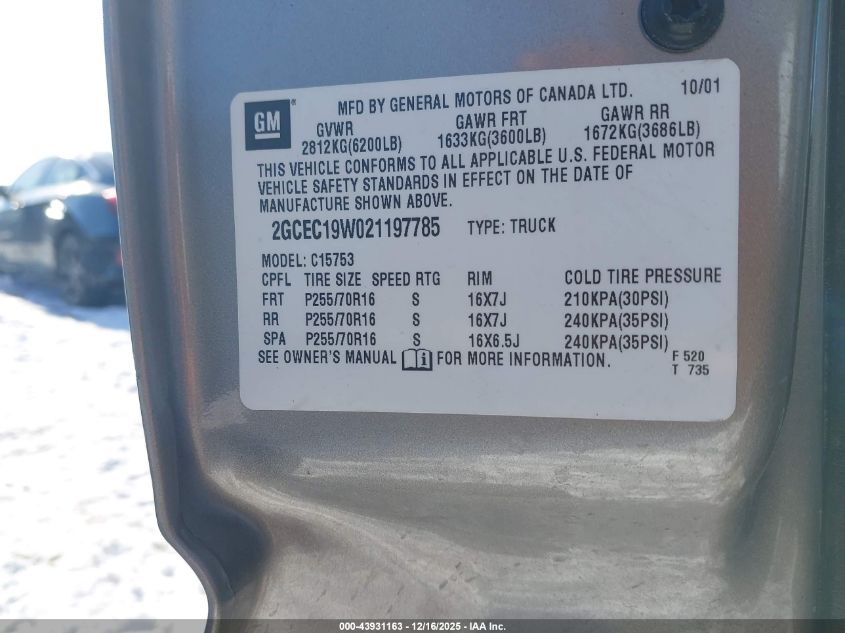 GM ®
MFD BY GENERAL MOTORS OF CANADA LTD. 10/01
GVWR GAWR FRT GAWR RR
2812KG(6200LB) 1633KG(3600LB) 1672KG(3686LB)
THIS VEHICLE CONFORMS TO ALL APPLICABLE U.S. FEDERAL MOTOR
VEHICLE SAFETY STANDARDS IN EFFECT ON THE DATE OF
MANUFACTURE SHOWN ABOVE.
2GCEC19W021197785 TYPE: TRUCK
MODEL: C15753
CPFL TIRE SIZE SPEED RTG RIM COLD TIRE PRESSURE
FRT P255/70R16 S 16X7J 210KPA(30PSI)
RR P255/70R16 S 16X7J 240KPA(35PSI)
SPA P255/70R16 S 16X6.5J 240KPA(35PSI)
SEE OWNER'S MANUAL FOR MORE INFORMATION. F 520
T 735
000-43931163 - 12/16/2025 - IAA Inc.